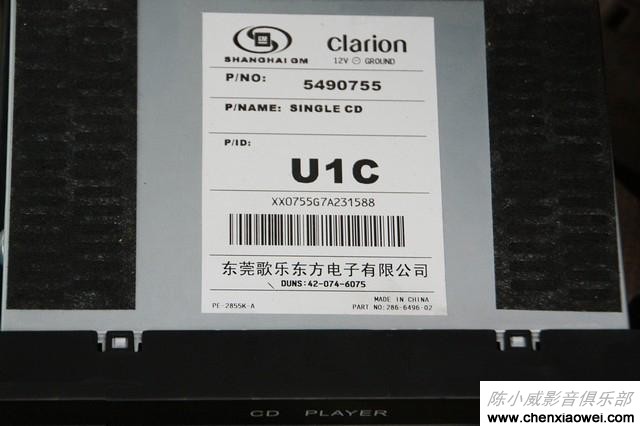 GM
clarion
SHANGHAI GM
12V ⊖ GROUND
P/NO: 5490755
P/NAME: SINGLE CD
P/ID:
U1C
XX0755G7A231588
东莞歌乐东方电子有限公司
DUNS:42-074-6075
MADE IN CHINA
PE-2855K-A
PART NO:286-6496-02
CD PLAYER
陈小威影音俱乐部
www.chenxiaowei.com